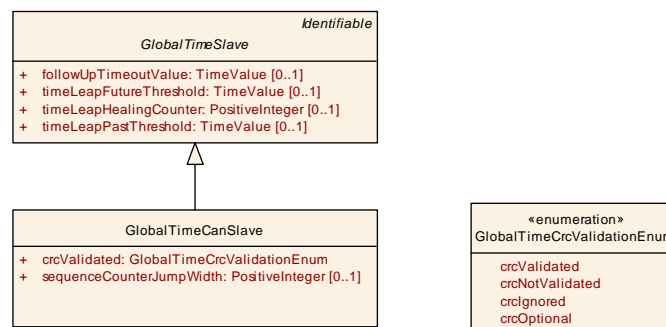 Identifiable
GlobalTimeSlave
+ followUpTimeoutValue: TimeValue [0..1]
+ timeLeapFutureThreshold: TimeValue [0..1]
+ timeLeapHealingCounter: PositiveInteger [0..1]
+ timeLeapPastThreshold: TimeValue [0..1]
GlobalTimeCanSlave
+ crcValidated: GlobalTimeCrcValidationEnum
+ sequenceCounterJumpWidth: PositiveInteger [0..1]
«enumeration»
GlobalTimeCrcValidationEnum
crcValidated
crcNotValidated
crcIgnored
crcOptional